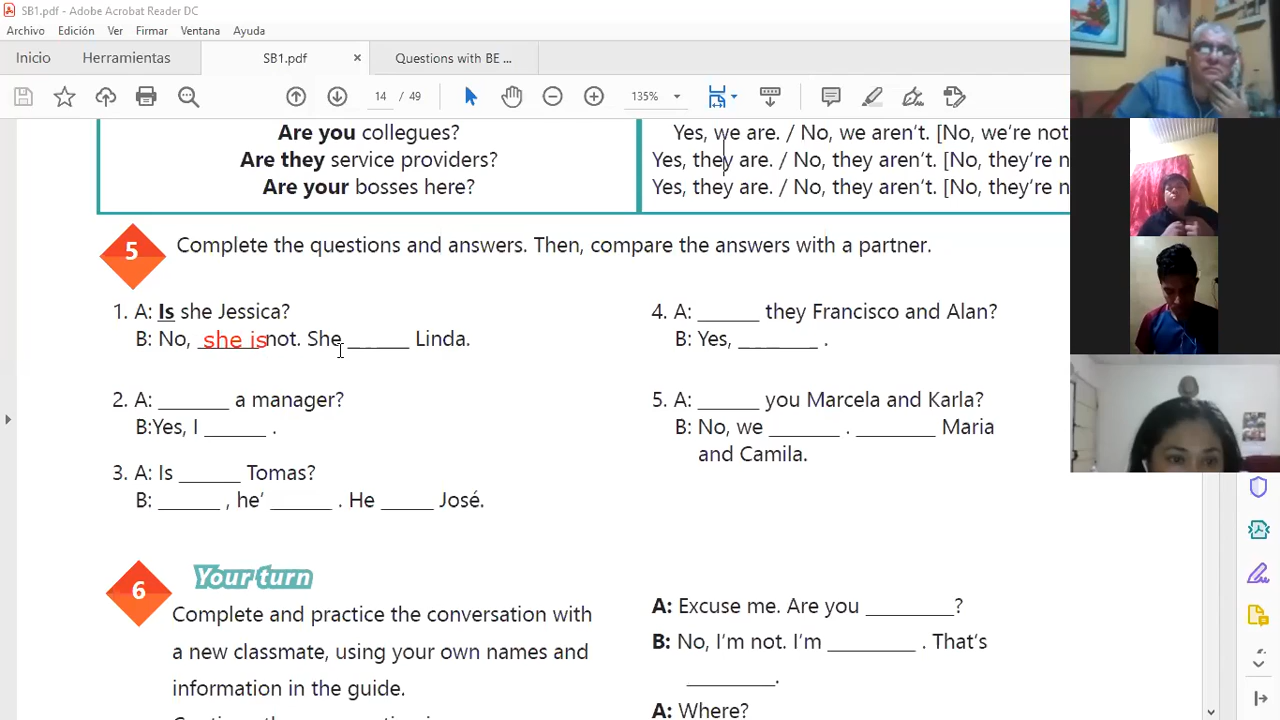 SB1.pdf - Adobe Acrobat Reader DC
Archivo Edición Ver Firmar Ventana Ayuda
Inicio Herramientas SB1.pdf × Questions with BE ...
14 / 49 135%
Are you collegues? Yes, we are. / No, we aren't. [No, we're not
Are they service providers? Yes, they are. / No, they aren't. [No, they're n
Are your bosses here? Yes, they are. / No, they aren't. [No, they're n
5 Complete the questions and answers. Then, compare the answers with a partner.
1. A: Is she Jessica?
B: No, she is not. She ______ Linda.
2. A: _______ a manager?
B:Yes, I ______ .
3. A: Is ______ Tomas?
B: ______ , he' ______ . He _____ José.
4. A: ______ they Francisco and Alan?
B: Yes, ________ .
5. A: ______ you Marcela and Karla?
B: No, we _______ . ________ Maria
and Camila.
6 Your turn
Complete and practice the conversation with
a new classmate, using your own names and
information in the guide.
A: Excuse me. Are you _________?
B: No, I'm not. I'm _________ . That's
_________.
A: Where?